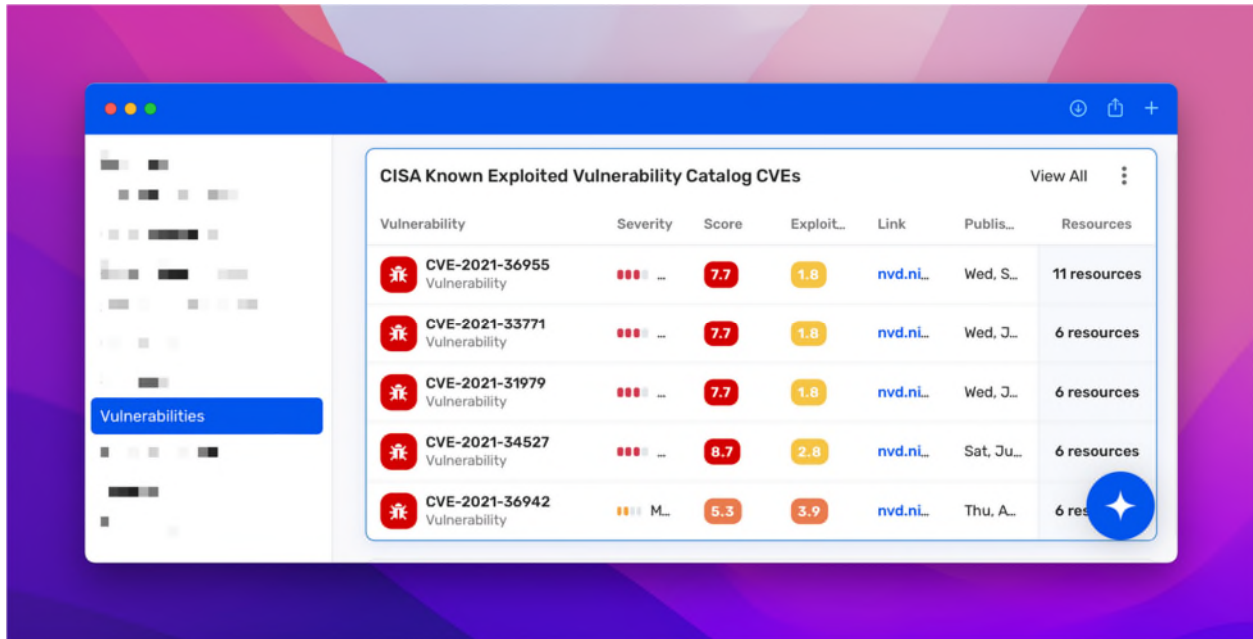 CISA Known Exploited Vulnerability Catalog CVEs View All
Vulnerability Severity Score Exploit... Link Publis... Resources
CVE-2021-36955
Vulnerability
... 7.7 1.8 nvd.ni... Wed, S... 11 resources
CVE-2021-33771
Vulnerability
... 7.7 1.8 nvd.ni... Wed, J... 6 resources
CVE-2021-31979
Vulnerability
... 7.7 1.8 nvd.ni... Wed, J... 6 resources
Vulnerabilities
CVE-2021-34527
Vulnerability
... 8.7 2.8 nvd.ni... Sat, Ju... 6 resources
CVE-2021-36942
Vulnerability
M... 5.3 3.9 nvd.ni... Thu, A... 6 res